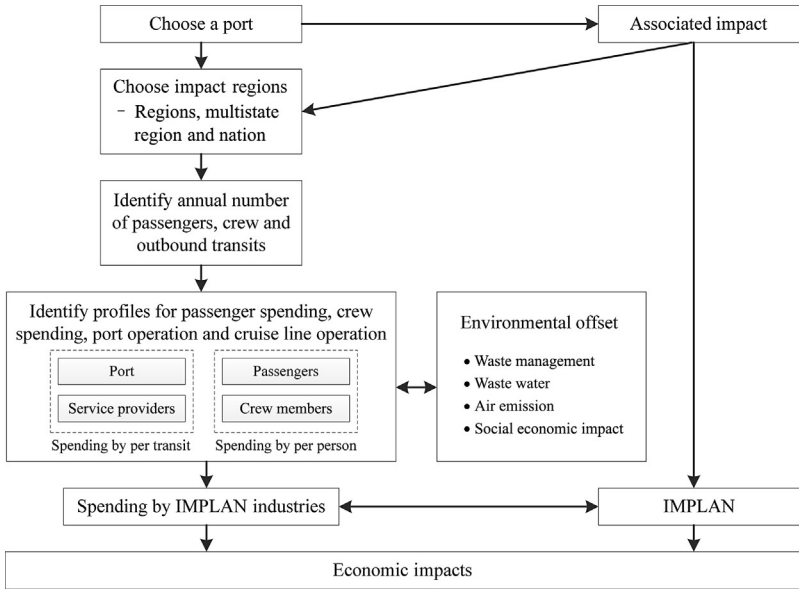 Choose a port
Associated impact
Choose impact regions
- Regions, multistate
region and nation
Identify annual number
of passengers, crew and
outbound transits
Identify profiles for passenger spending, crew
spending, port operation and cruise line operation
Port
Passengers
Service providers
Crew members
Spending by per transit
Spending by per person
Environmental offset
• Waste management
• Waste water
• Air emission
• Social economic impact
Spending by IMPLAN industries
IMPLAN
Economic impacts